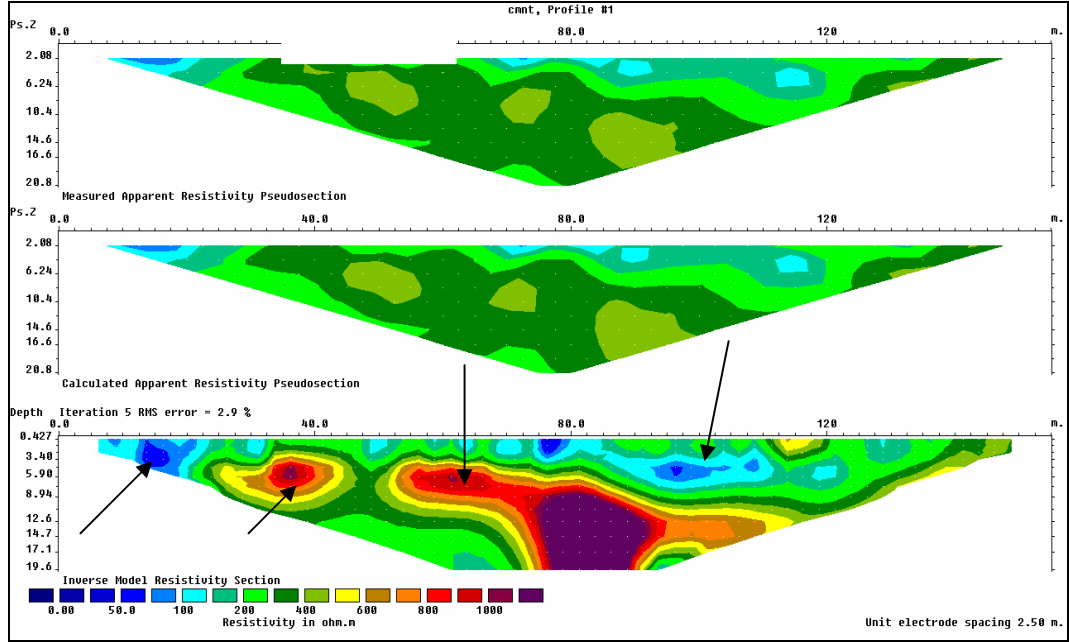 cmnt, Profile #1
Ps.Z 0.0 80.0 120 m.
2.08
6.24
10.4
14.6
16.6
20.8
Measured Apparent Resistivity Pseudosection
Ps.Z 0.0 40.0 80.0 120 m.
2.08
6.24
10.4
14.6
16.6
20.8
Calculated Apparent Resistivity Pseudosection
Depth Iteration 5 RMS error = 2.9 %
0.0 40.0 80.0 120 m.
0.427
3.40
5.90
8.94
12.6
14.7
17.1
19.6
Inverse Model Resistivity Section
0.00 50.0 100 200 400 600 800 1000
Resistivity in ohm.m
Unit electrode spacing 2.50 m.